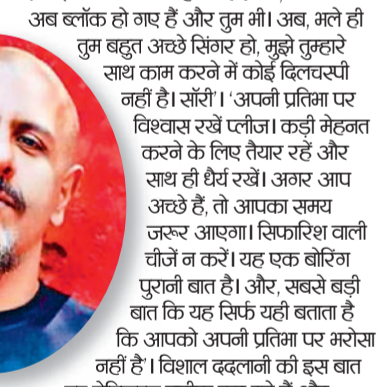 अब ब्लॉक हो गए हैं और तुम भी। अब, भले ही
तुम बहुत अच्छे सिंगर हो, मुझे तुम्हारे
साथ काम करने में कोई दिलचस्पी
नहीं है। सॉरी'। 'अपनी प्रतिभा पर
विश्वास रखें प्लीज। कड़ी मेहनत
करने के लिए तैयार रहें और
साथ ही धैर्य रखें। अगर आप
अच्छे हैं, तो आपका समय
जरूर आएगा। सिफारिश वाली
चीजें न करें। यह एक बोरिंग
पुरानी बात है। और, सबसे बड़ी
बात कि यह सिर्फ यही बताता है
कि आपको अपनी प्रतिभा पर भरोसा
नहीं है'। विशाल ददलानी की इस बात